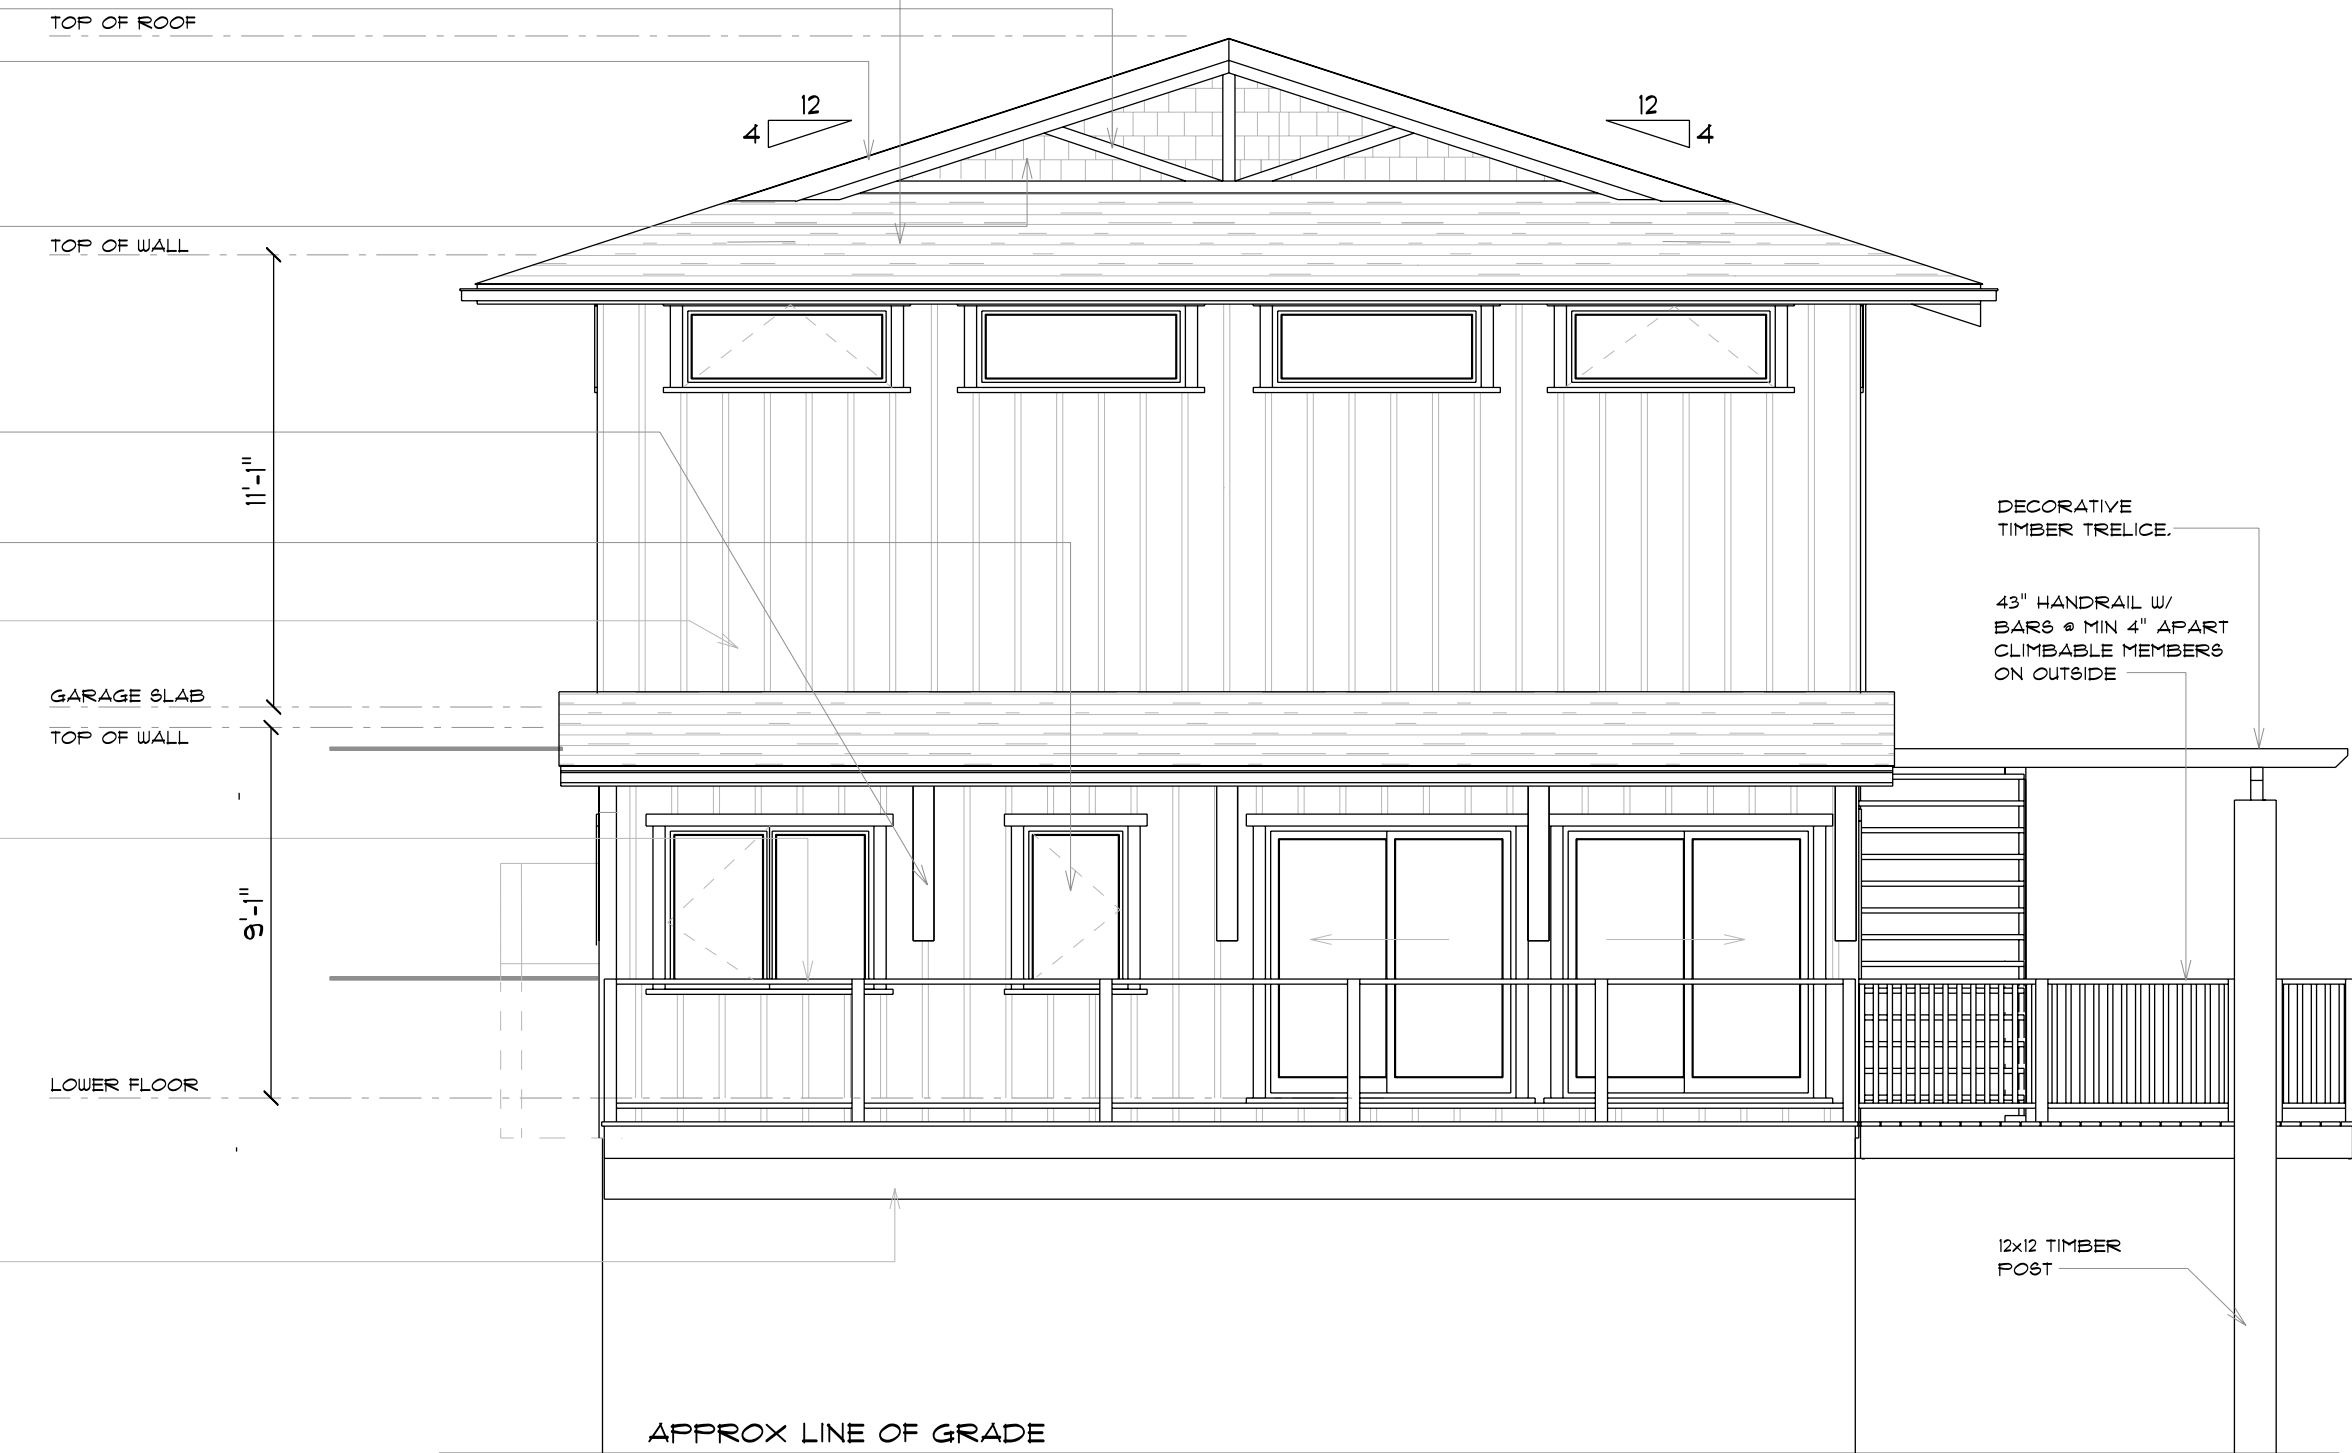 TOP OF ROOF
12
4
12
4
TOP OF WALL
11'-1"
DECORATIVE
TIMBER TRELICE.
43" HANDRAIL W/
BARS @ MIN 4" APART
CLIMBABLE MEMBERS
ON OUTSIDE
GARAGE SLAB
TOP OF WALL
9'-1"
LOWER FLOOR
12x12 TIMBER
POST
APPROX LINE OF GRADE